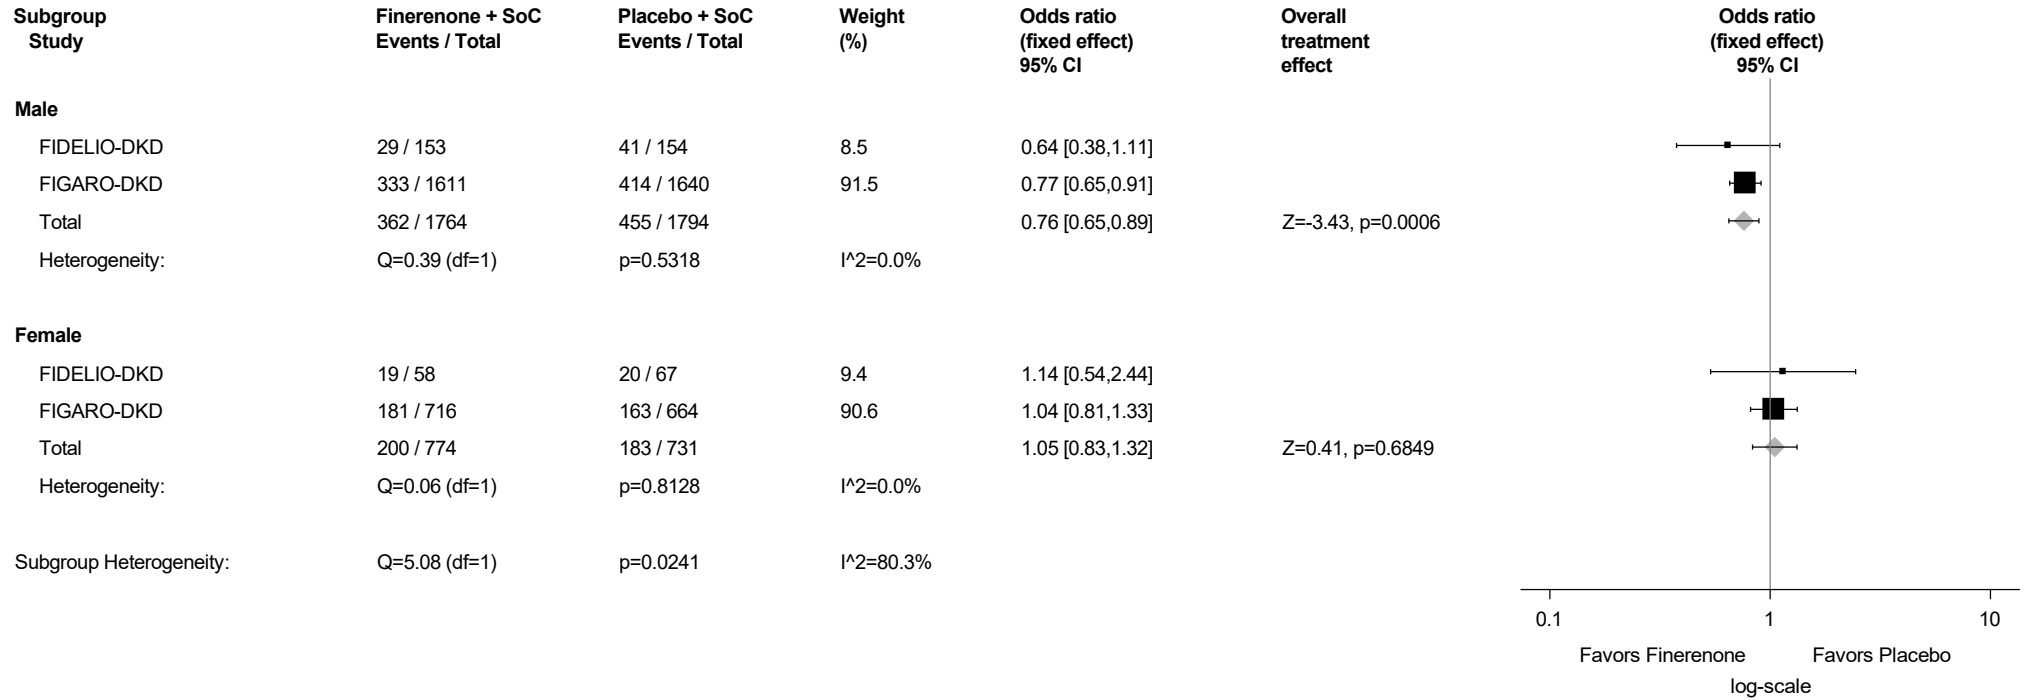 Subgroup Finerenone + SoC Placebo + SoC Weight Odds ratio Overall Odds ratio
Study Events / Total Events / Total (%) (fixed effect) treatment (fixed effect)
95% CI effect 95% CI
Male
FIDELIO-DKD 29 / 153 41 / 154 8.5 0.64 [0.38,1.11]
FIGARO-DKD 333 / 1611 414 / 1640 91.5 0.77 [0.65,0.91]
Total 362 / 1764 455 / 1794 0.76 [0.65,0.89] Z=-3.43, p=0.0006
Heterogeneity: Q=0.39 (df=1) p=0.5318 I^2=0.0%
Female
FIDELIO-DKD 19 / 58 20 / 67 9.4 1.14 [0.54,2.44]
FIGARO-DKD 181 / 716 163 / 664 90.6 1.04 [0.81,1.33]
Total 200 / 774 183 / 731 1.05 [0.83,1.32] Z=0.41, p=0.6849
Heterogeneity: Q=0.06 (df=1) p=0.8128 I^2=0.0%
Subgroup Heterogeneity: Q=5.08 (df=1) p=0.0241 I^2=80.3%
0.1 1 10
Favors Finerenone Favors Placebo
log-scale